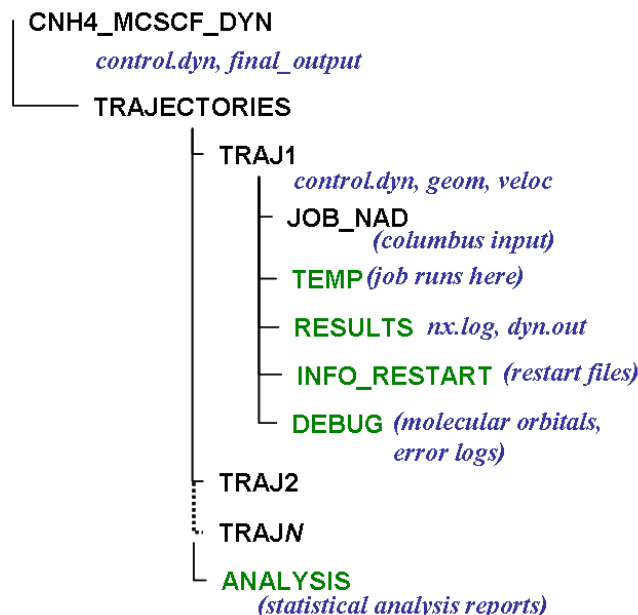 CNH4_MCSCF_DYN
control.dyn, final_output
TRAJECTORIES
TRAJ1
control.dyn, geom, veloc
JOB_NAD
(columbus input)
TEMP (job runs here)
RESULTS nx.log, dyn.out
INFO_RESTART (restart files)
DEBUG (molecular orbitals,
error logs)
TRAJ2
TRAJN
ANALYSIS
(statistical analysis reports)